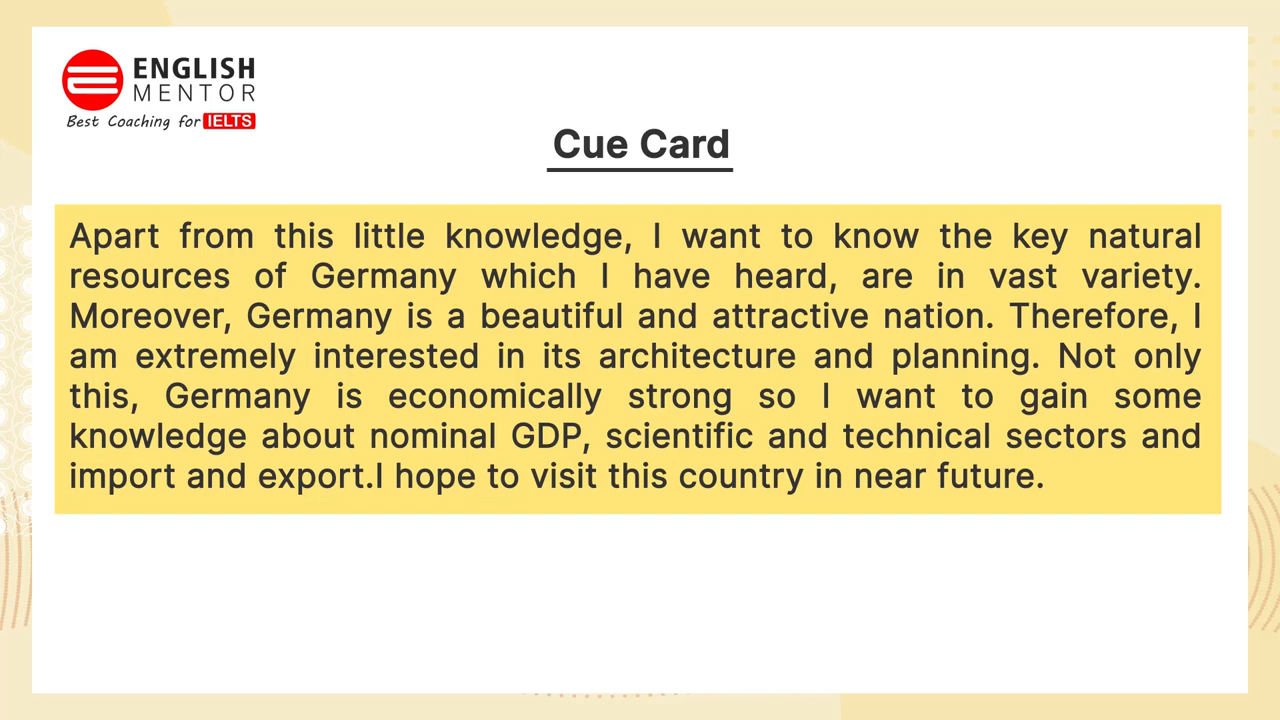 ENGLISH
MENTOR
Best Coaching for IELTS
Cue Card
Apart from this little knowledge, I want to know the key natural
resources of Germany which I have heard, are in vast variety.
Moreover, Germany is a beautiful and attractive nation. Therefore, I
am extremely interested in its architecture and planning. Not only
this, Germany is economically strong so I want to gain some
knowledge about nominal GDP, scientific and technical sectors and
import and export.I hope to visit this country in near future.